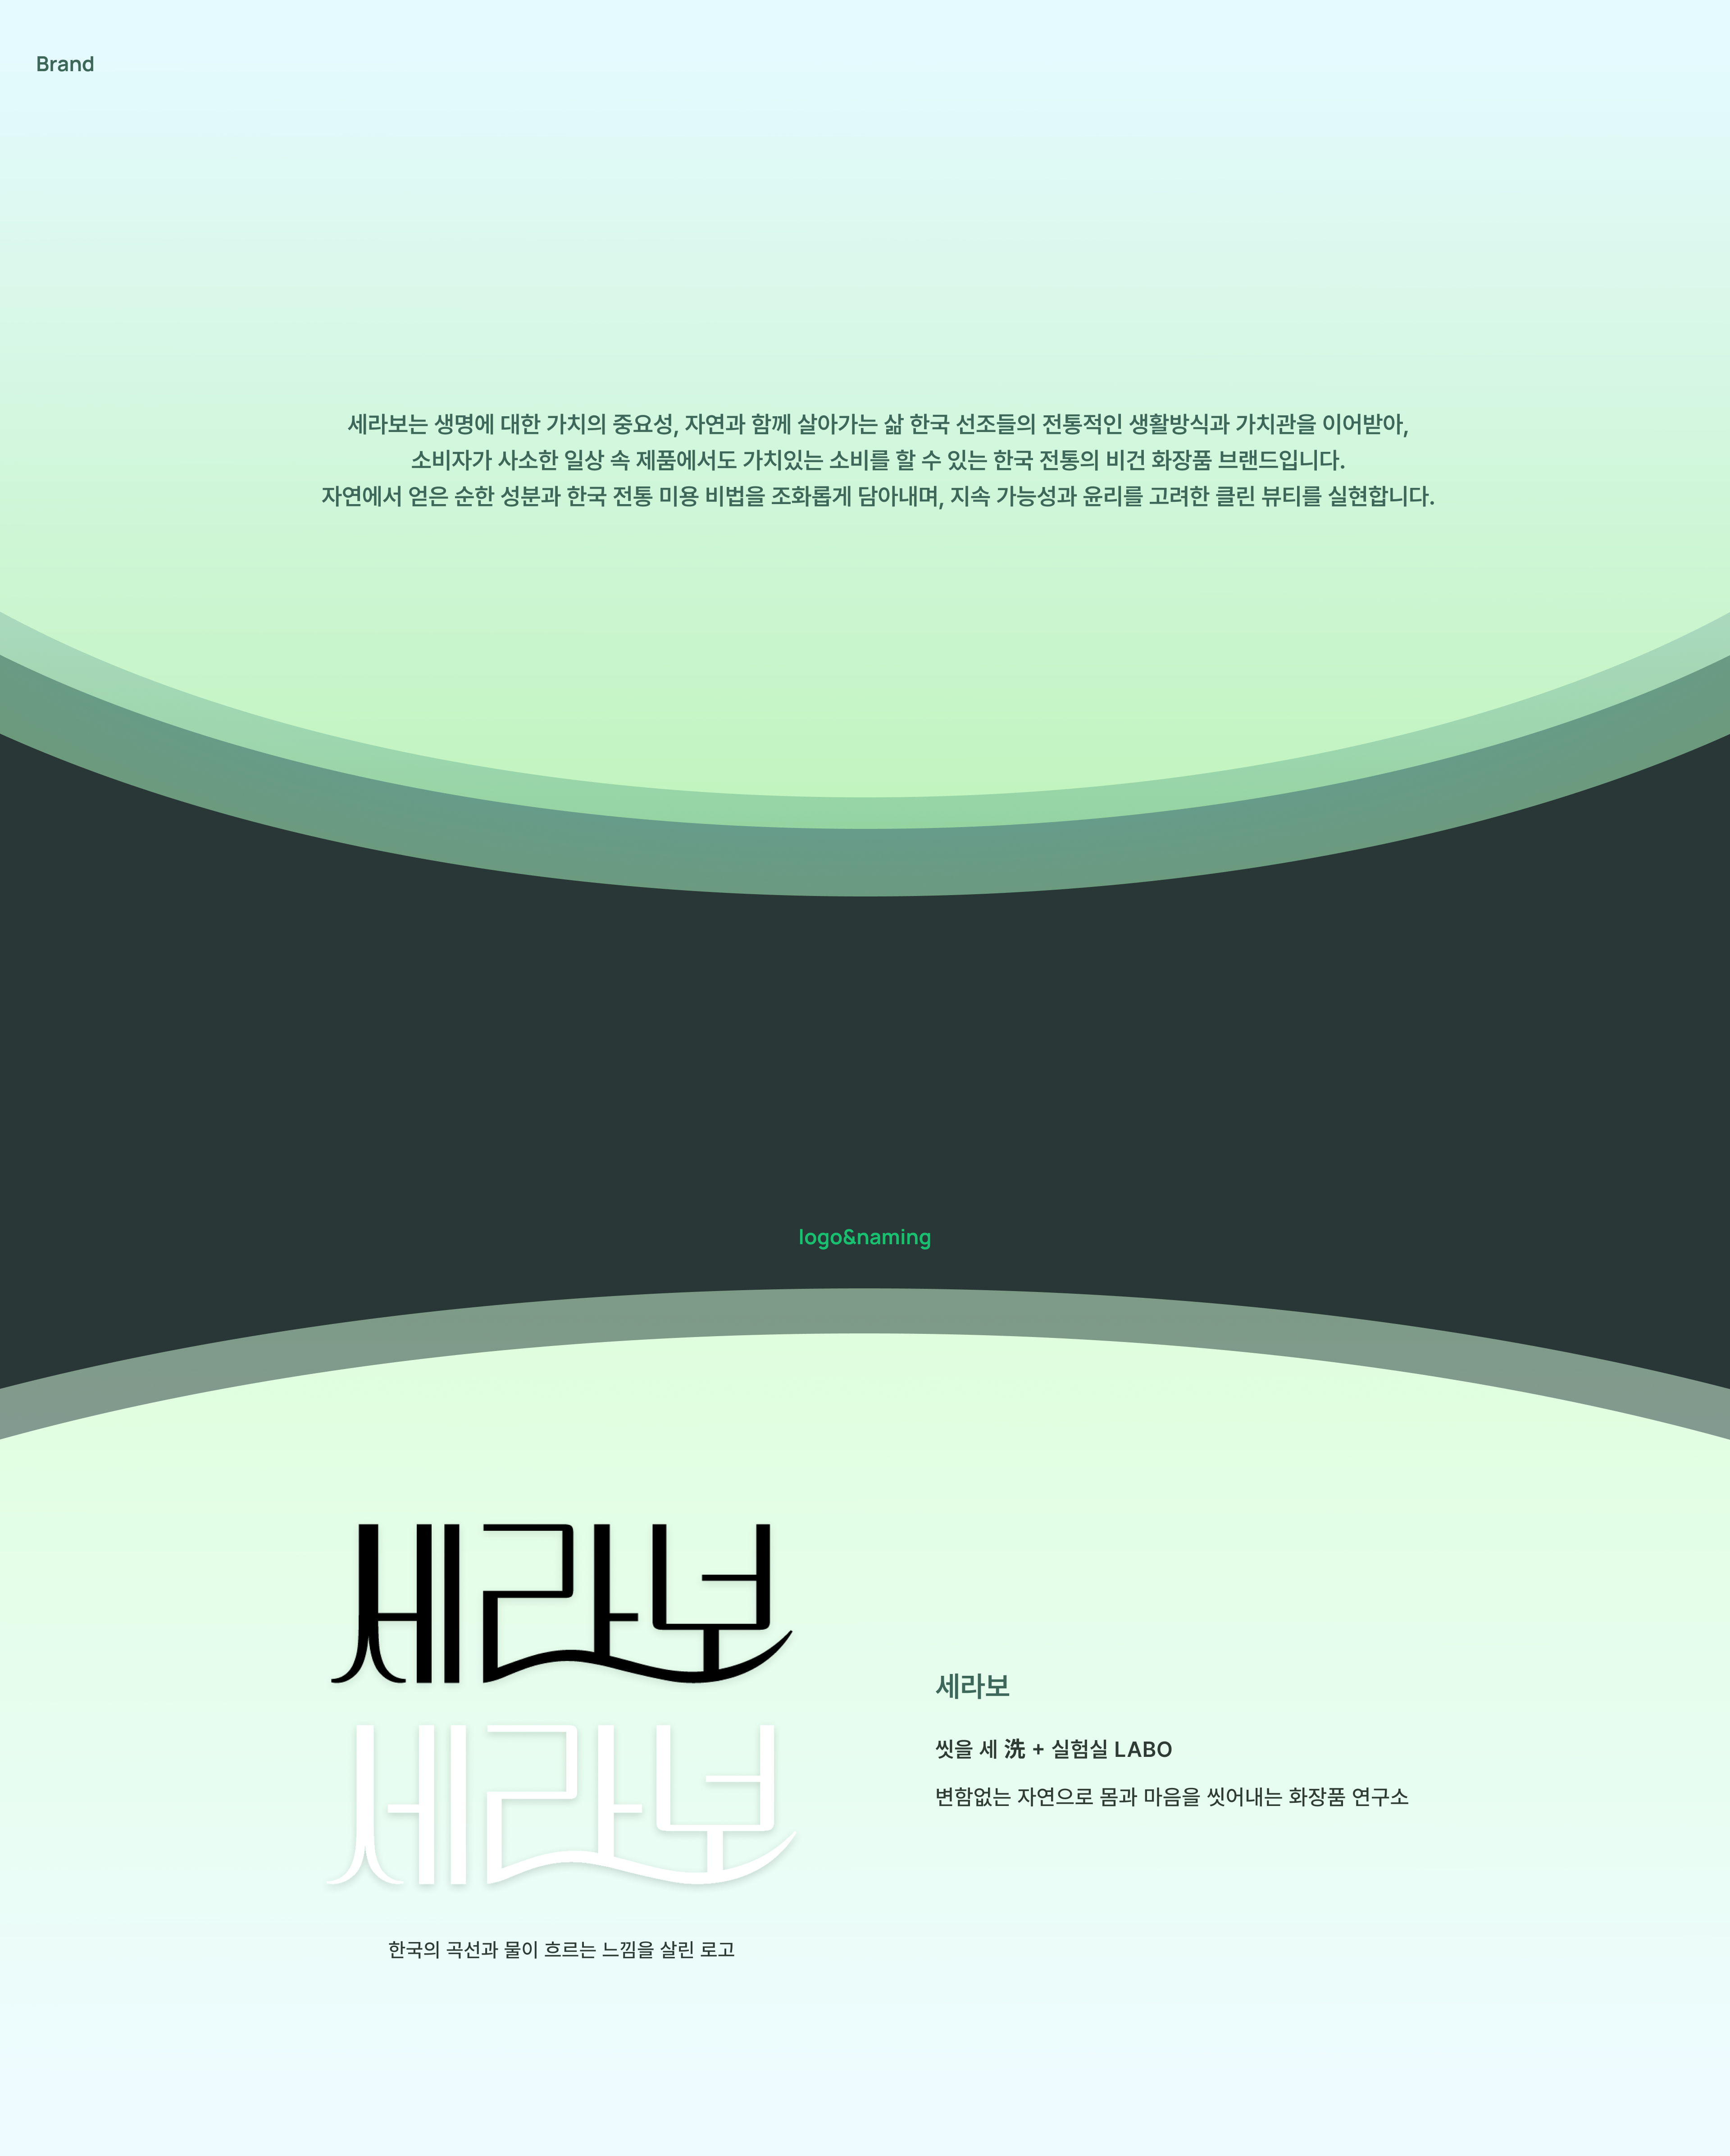 Brand
세라보는 생명에 대한 가치의 중요성, 자연과 함께 살아가는 삶 한국 선조들의 전통적인 생활방식과 가치관을 이어받아,
소비자가 사소한 일상 속 제품에서도 가치있는 소비를 할 수 있는 한국 전통의 비건 화장품 브랜드입니다.
자연에서 얻은 순한 성분과 한국 전통 미용 비법을 조화롭게 담아내며, 지속 가능성과 윤리를 고려한 클린 뷰티를 실현합니다.
logo&naming
세라보
세라보
한국의 곡선과 물이 흐르는 느낌을 살린 로고
세라보
씻을 세 洗 + 실험실 LABO
변함없는 자연으로 몸과 마음을 씻어내는 화장품 연구소